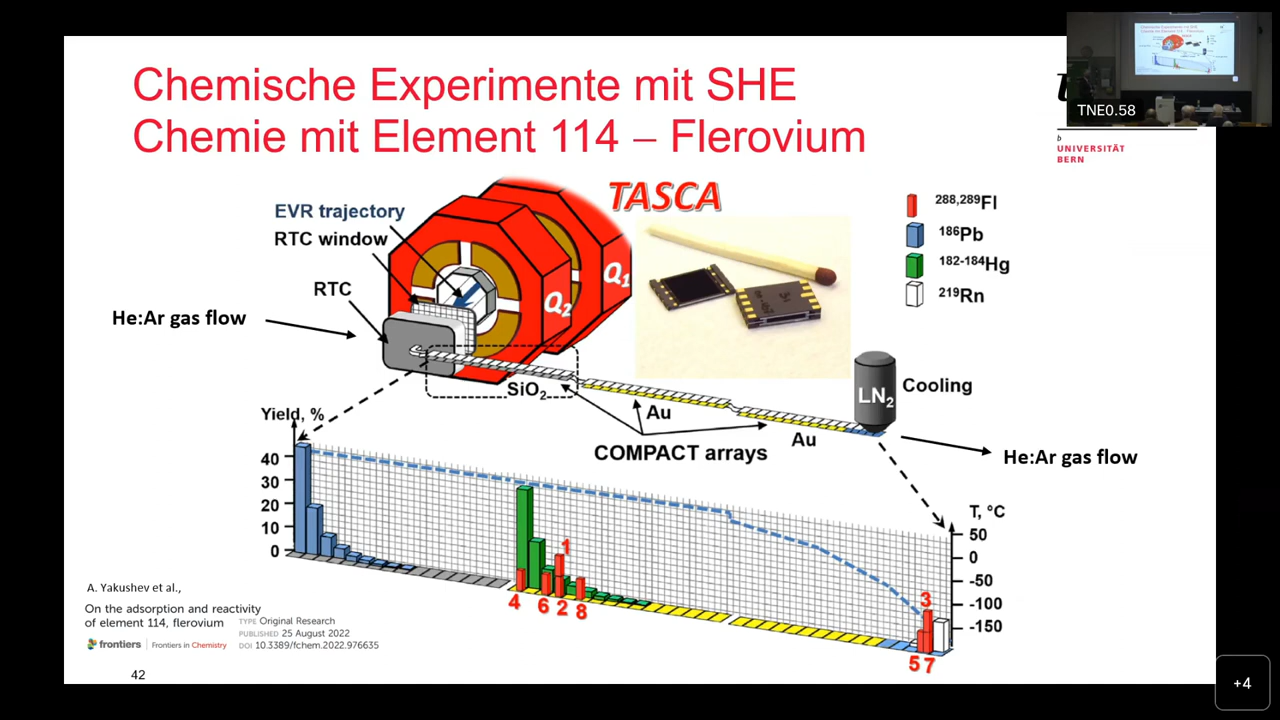 Chemische Experimente mit SHE
Chemie mit Element 114 – Flerovium
TNE0.58
b
UNIVERSITÄT
BERN
TASCA
EVR trajectory
RTC window
RTC
He:Ar gas flow
Q1
Q2
288,289Fl
186Pb
182-184Hg
219Rn
SiO2
Au
Au
COMPACT arrays
LN2
Cooling
He:Ar gas flow
Yield, %
40
30
20
10
0
T, °C
50
0
-50
-100
-150
1
4 6 2 8
3
5 7
A. Yakushev et al.,
On the adsorption and reactivity
of element 114, flerovium
TYPE Original Research
PUBLISHED 25 August 2022
DOI 10.3389/fchem.2022.976635
frontiers | Frontiers in Chemistry
42
+4